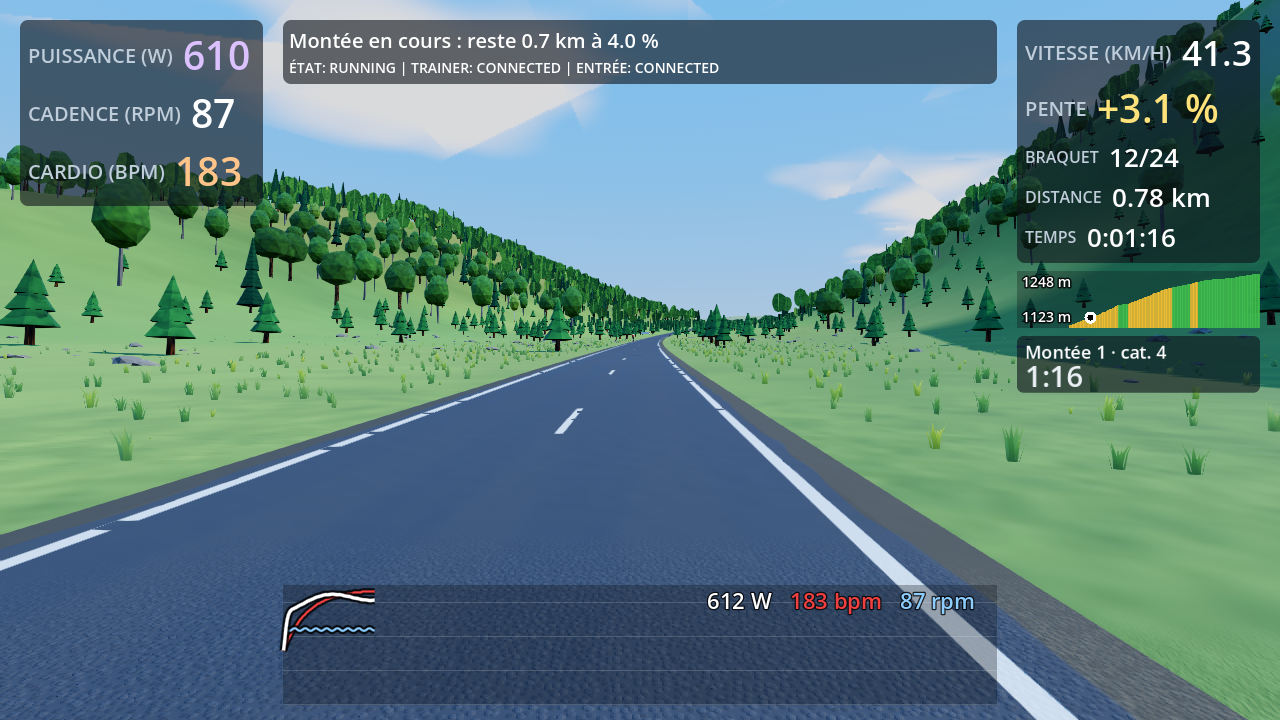 PUISSANCE (W) 610
CADENCE (RPM) 87
CARDIO (BPM) 183
Montée en cours : reste 0.7 km à 4.0 %
ÉTAT: RUNNING | TRAINER: CONNECTED | ENTRÉE: CONNECTED
VITESSE (KM/H) 41.3
PENTE +3.1 %
BRAQUET 12/24
DISTANCE 0.78 km
TEMPS 0:01:16
1248 m
1123 m
Montée 1 · cat. 4
1:16
612 W 183 bpm 87 rpm